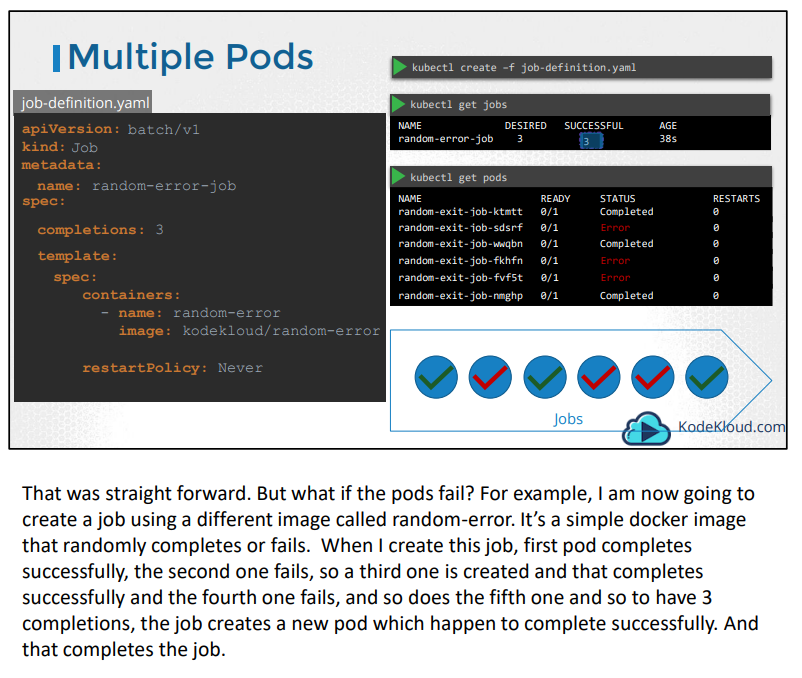 Multiple Pods
job-definition.yaml
apiVersion: batch/v1
kind: Job
metadata:
name: random-error-job
spec:
completions: 3
template:
spec:
containers:
- name: random-error
image: kodekloud/random-error
restartPolicy: Never
kubectl create –f job-definition.yaml
kubectl get jobs
NAME DESIRED SUCCESSFUL AGE
random-error-job 3 3 38s
kubectl get pods
NAME READY STATUS RESTARTS
random-exit-job-ktmtt 0/1 Completed 0
random-exit-job-sdsrf 0/1 Error 0
random-exit-job-wwqbn 0/1 Completed 0
random-exit-job-fkhfn 0/1 Error 0
random-exit-job-fvf5t 0/1 Error 0
random-exit-job-nmghp 0/1 Completed 0
Jobs
KodeKloud.com
That was straight forward. But what if the pods fail? For example, I am now going to
create a job using a different image called random-error. It’s a simple docker image
that randomly completes or fails.  When I create this job, first pod completes
successfully, the second one fails, so a third one is created and that completes
successfully and the fourth one fails, and so does the fifth one and so to have 3
completions, the job creates a new pod which happen to complete successfully. And
that completes the job.